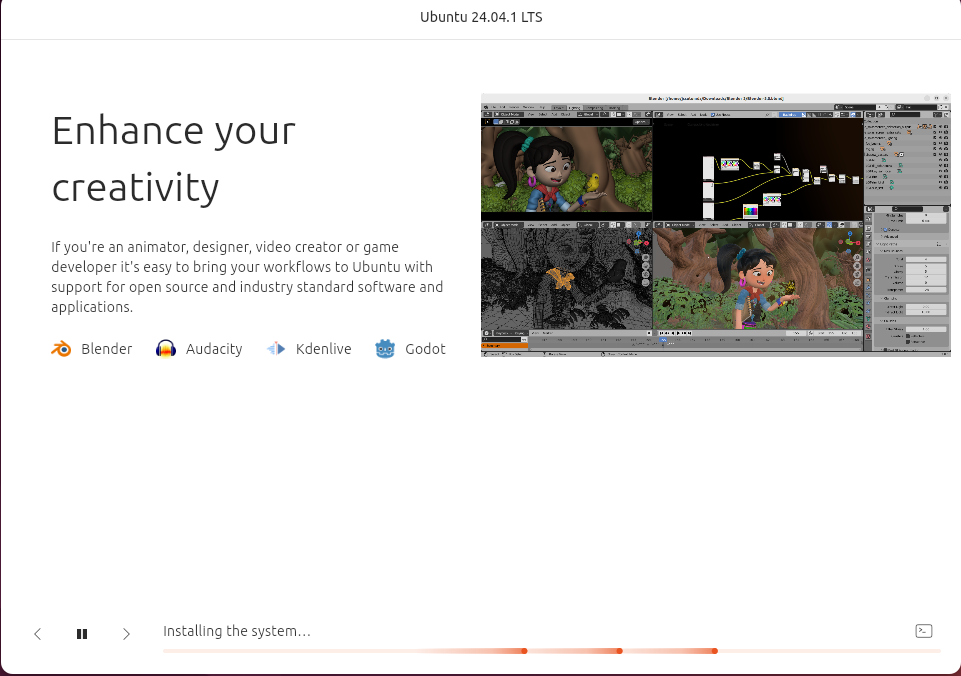 Ubuntu 24.04.1 LTS
Enhance your
creativity
If you're an animator, designer, video creator or game
developer it's easy to bring your workflows to Ubuntu with
support for open source and industry standard software and
applications.
Blender Audacity Kdenlive Godot
Installing the system...